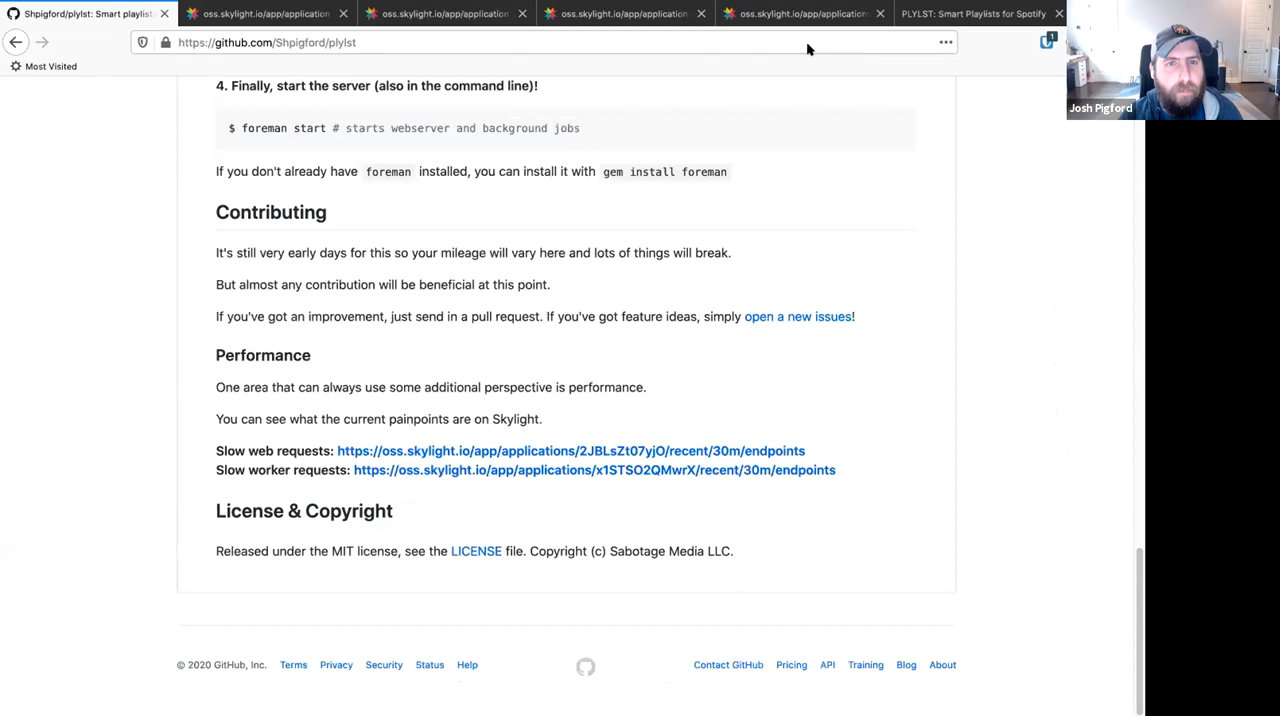 Shpigford/plylst: Smart playlists
oss.skylight.io/app/application
oss.skylight.io/app/application
oss.skylight.io/app/application
oss.skylight.io/app/application
PLYLST: Smart Playlists for Spotify
https://github.com/Shpigford/plylst
1
Most Visited
Josh Pigford
4. Finally, start the server (also in the command line)!
$ foreman start # starts webserver and background jobs
If you don't already have foreman installed, you can install it with gem install foreman
Contributing
It's still very early days for this so your mileage will vary here and lots of things will break.
But almost any contribution will be beneficial at this point.
If you've got an improvement, just send in a pull request. If you've got feature ideas, simply open a new issues!
Performance
One area that can always use some additional perspective is performance.
You can see what the current painpoints are on Skylight.
Slow web requests: https://oss.skylight.io/app/applications/2JBLsZt07yjO/recent/30m/endpoints
Slow worker requests: https://oss.skylight.io/app/applications/x1STSO2QMwrX/recent/30m/endpoints
License & Copyright
Released under the MIT license, see the LICENSE file. Copyright (c) Sabotage Media LLC.
© 2020 GitHub, Inc. Terms Privacy Security Status Help Contact GitHub Pricing API Training Blog About